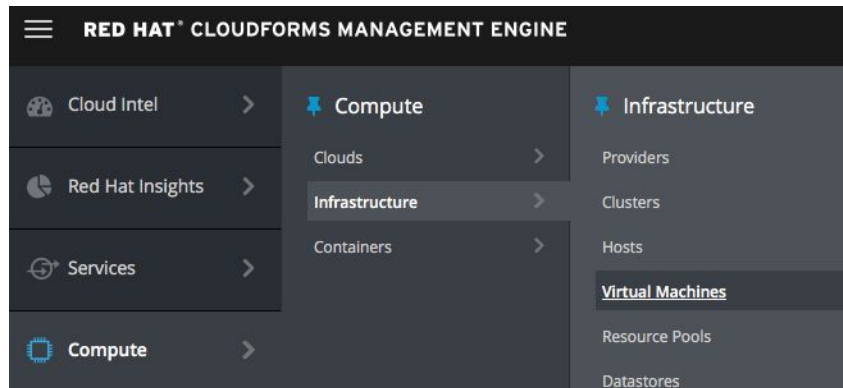 RED HAT® CLOUDFORMS MANAGEMENT ENGINE
Cloud Intel
Red Hat Insights
Services
Compute
Compute
Clouds
Infrastructure
Containers
Infrastructure
Providers
Clusters
Hosts
Virtual Machines
Resource Pools
Datastores